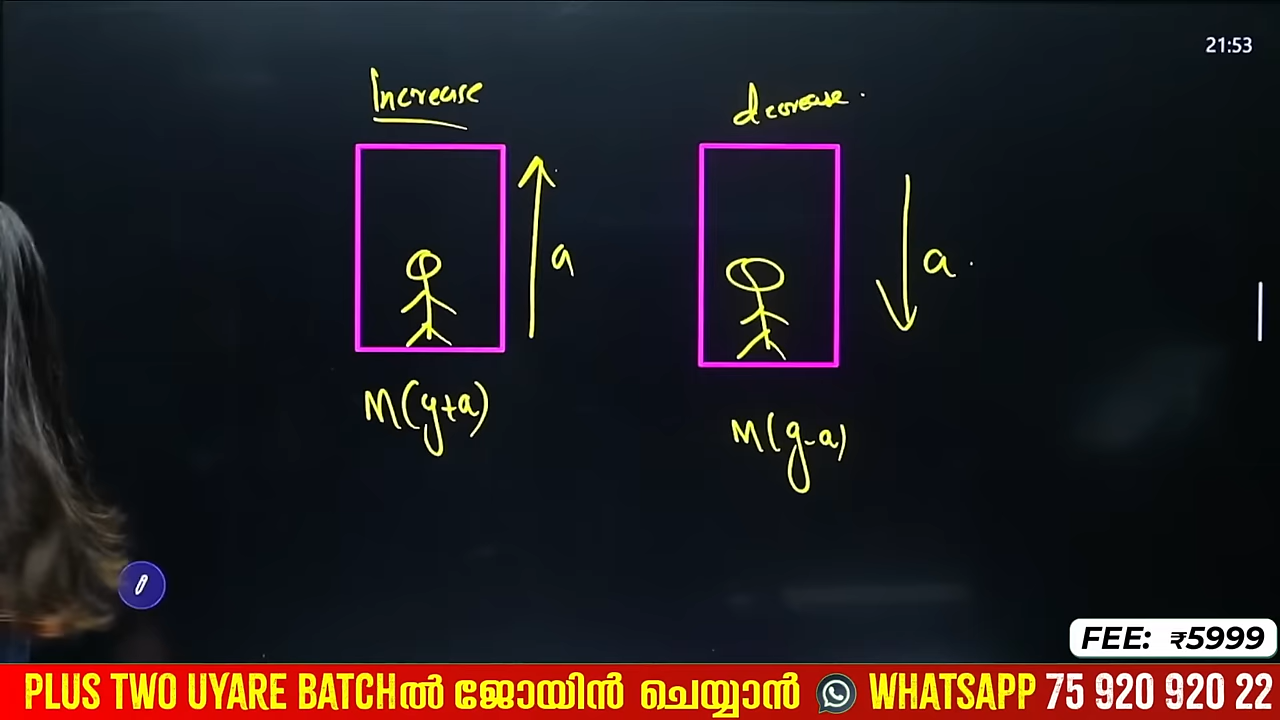 21:53
Increase
decrease.
a
a.
M(g+a)
M(g-a)
FEE: ₹5999
PLUS TWO UYARE BATCHൽ ജോയിൻ ചെയ്യാൻ WHATSAPP 75 920 920 22